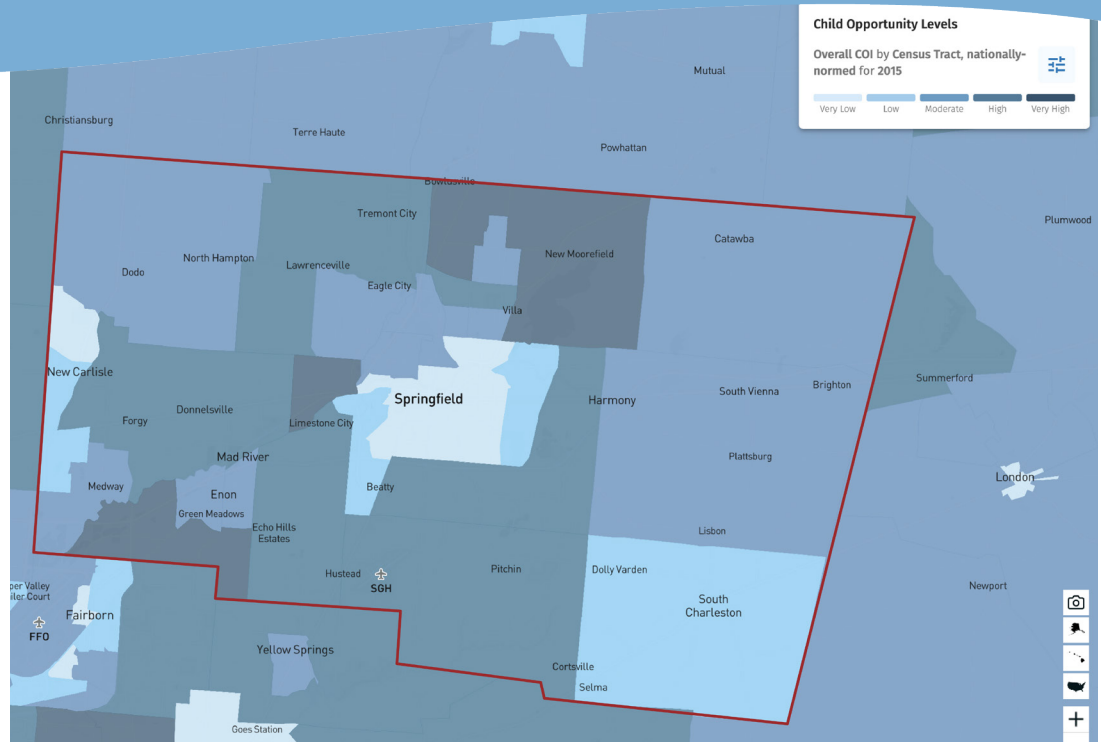 Child Opportunity Levels
Overall COI by Census Tract, nationally-
normed for 2015
Very Low
Low
Moderate
High
Very High
Mutual
Christiansburg
Terre Haute
Powhattan
Bowlusville
Tremont City
Plumwood
Catawba
New Moorefield
North Hampton
Lawrenceville
Dodo
Eagle City
Villa
New Carlisle
Summerford
Brighton
South Vienna
Springfield
Harmony
Donnelsville
Forgy
Limestone City
Mad River
Plattsburg
London
Medway
Enon
Beatty
Green Meadows
Echo Hills
Estates
Lisbon
Hustead
SGH
Pitchin
Dolly Varden
South
Charleston
Newport
per Valley
iler Court
Fairborn
FFO
Yellow Springs
Cortsville
Selma
Goes Station